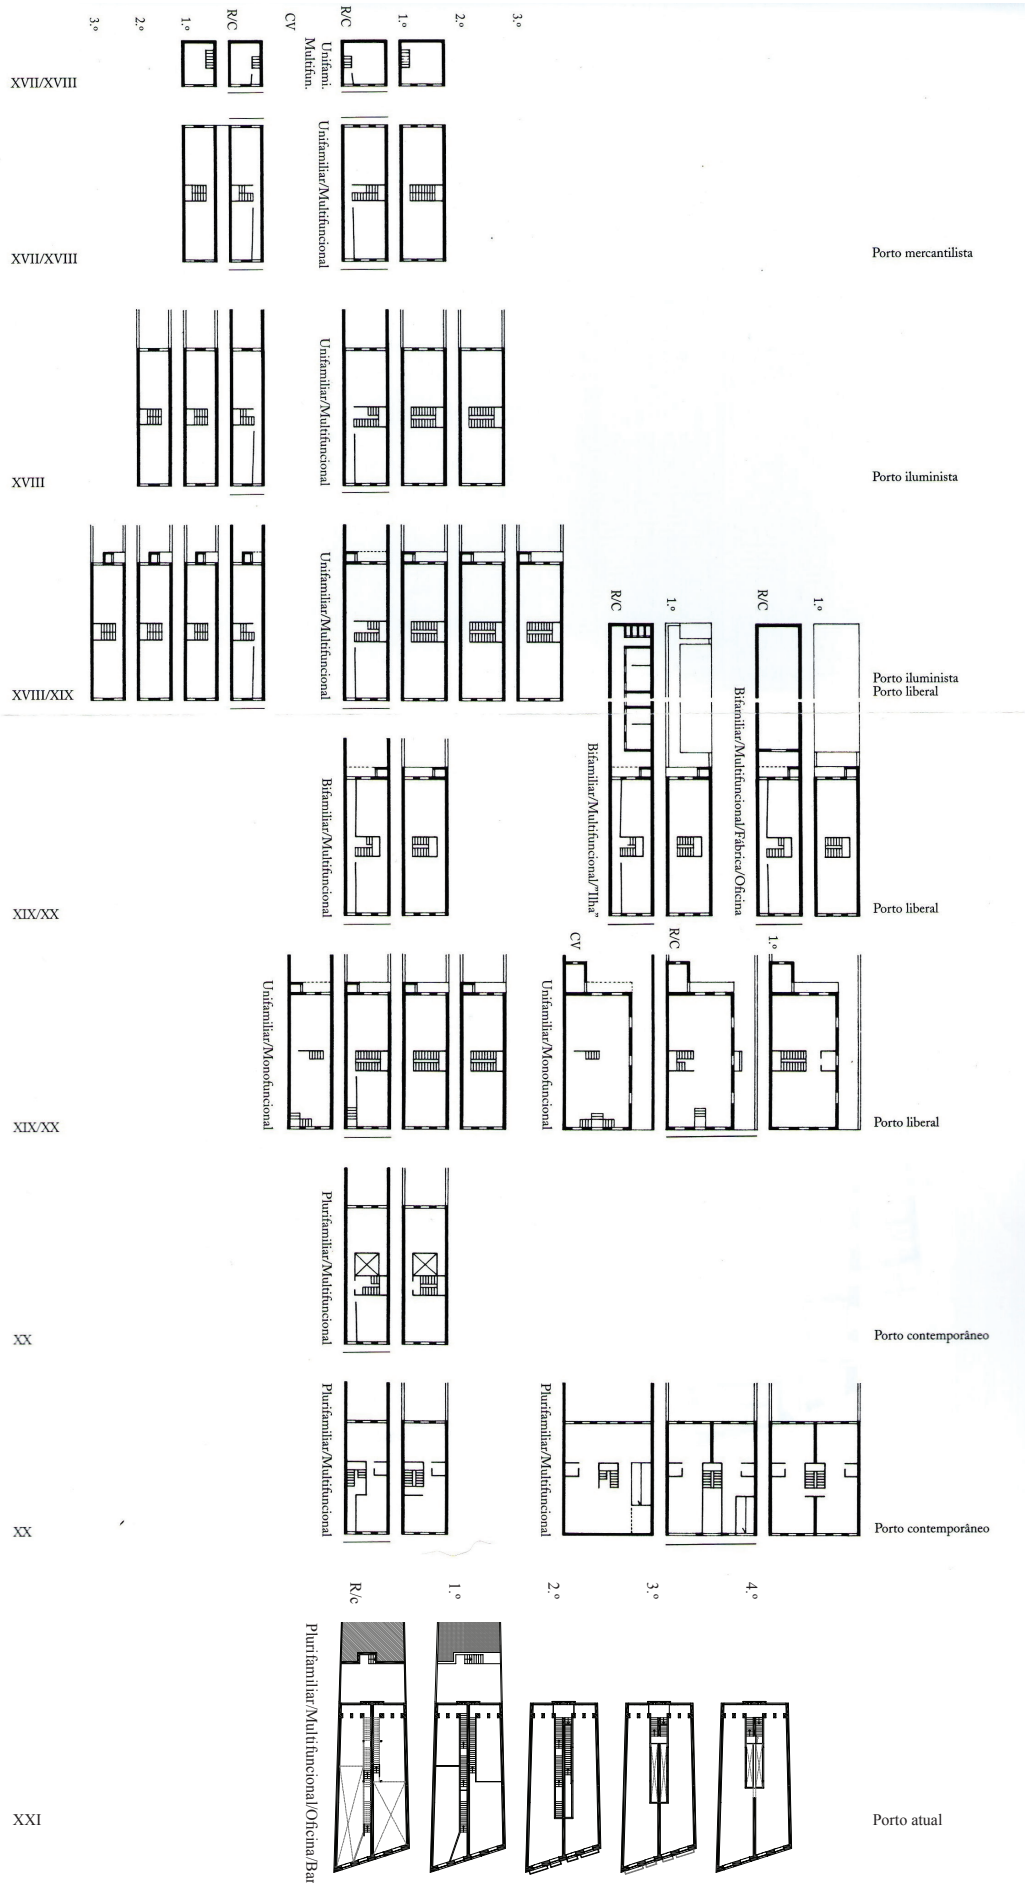 3.º
2.º
1.º
R/C
CV
R/C
1.º
2.º
3.º
XVII/XVIII
Unifami.
Multifun.
Unifamiliar/Multifuncional
XVII/XVIII
Porto mercantilista
Unifamiliar/Multifuncional
XVIII
Porto iluminista
Unifamiliar/Multifuncional
R/C
1.º
R/C
1.º
XVIII/XIX
Porto iluminista
Porto liberal
Bifamiliar/Multifuncional
Bifamiliar/Multifuncional/"Ilha"
Bifamiliar/Multifuncional/Fábrica/Oficina
XIX/XX
Porto liberal
Unifamiliar/Monofuncional
CV
R/C
1.º
Unifamiliar/Monofuncional
XIX/XX
Porto liberal
Plurifamiliar/Multifuncional
XX
Porto contemporâneo
Plurifamiliar/Multifuncional
Plurifamiliar/Multifuncional
XX
Porto contemporâneo
R/c
1.º
2.º
3.º
4.º
Plurifamiliar/Multifuncional/Oficina/Bar
XXI
Porto atual